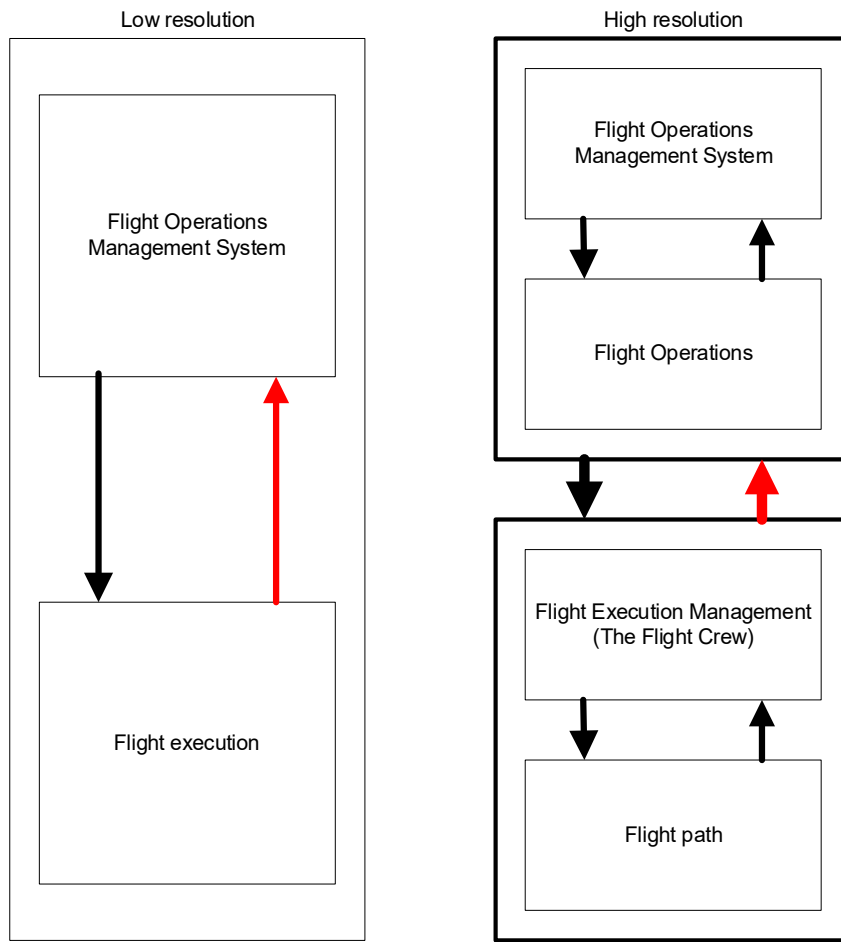 Low resolution
Flight Operations
Management System
Flight execution
High resolution
Flight Operations
Management System
Flight Operations
Flight Execution Management
(The Flight Crew)
Flight path